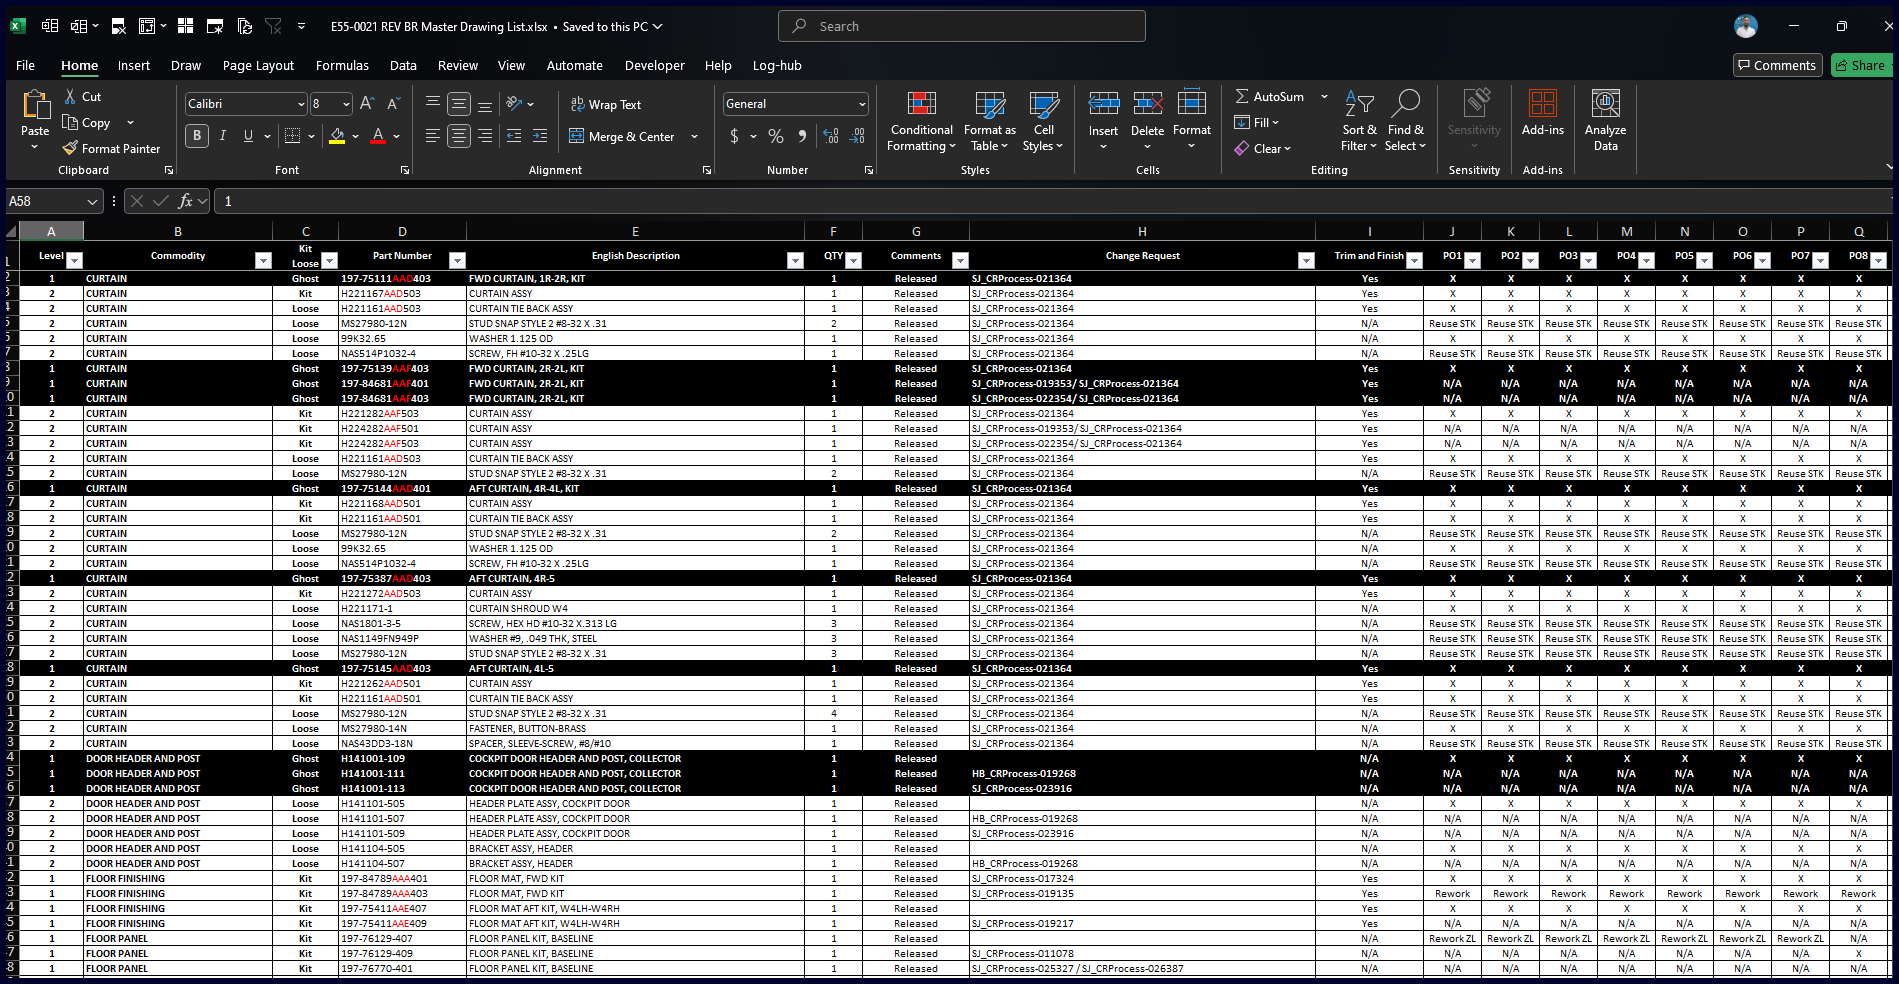 E55-0021 REV BR Master Drawing List.xlsx • Saved to this PC
Search
File Home Insert Draw Page Layout Formulas Data Review View Automate Developer Help Log-hub
Comments Share
Paste
Cut
Copy
Format Painter
Clipboard
Calibri 8
B I U
Font
Wrap Text
Merge & Center
Alignment
General
$ % 9
Number
Conditional Formatting
Format as Table
Cell Styles
Styles
Insert Delete Format
Cells
AutoSum
Fill
Clear
Sort & Filter
Find & Select
Editing
Sensitivity
Sensitivity
Add-ins
Add-ins
Analyze Data
A58 fx 1
A B C D E F G H I J K L M N O P Q
Level Commodity Kit Loose Part Number English Description QTY Comments Change Request Trim and Finish PO1 PO2 PO3 PO4 PO5 PO6 PO7 PO8
1 CURTAIN Ghost 197-75111AAD403 FWD CURTAIN, 1R-2R, KIT 1 Released SJ_CRProcess-021364 Yes X X X X X X X X
2 CURTAIN Kit H221167AAD503 CURTAIN ASSY 1 Released SJ_CRProcess-021364 Yes X X X X X X X X
2 CURTAIN Loose H221161AAD503 CURTAIN TIE BACK ASSY 1 Released SJ_CRProcess-021364 Yes X X X X X X X X
2 CURTAIN Loose MS27980-12N STUD SNAP STYLE 2 #8-32 X .31 2 Released SJ_CRProcess-021364 N/A Reuse STK Reuse STK Reuse STK Reuse STK Reuse STK Reuse STK Reuse STK Reuse STK
2 CURTAIN Loose 99K32.65 WASHER 1.125 OD 1 Released SJ_CRProcess-021364 N/A X X X X X X X X
2 CURTAIN Loose NAS514P1032-4 SCREW, FH #10-32 X .25LG 1 Released SJ_CRProcess-021364 N/A Reuse STK Reuse STK Reuse STK Reuse STK Reuse STK Reuse STK Reuse STK Reuse STK
1 CURTAIN Ghost 197-75139AAF403 FWD CURTAIN, 2R-2L, KIT 1 Released SJ_CRProcess-021364 Yes X X X X X X X X
1 CURTAIN Ghost 197-84681AAF401 FWD CURTAIN, 2R-2L, KIT 1 Released SJ_CRProcess-019353/ SJ_CRProcess-021364 Yes N/A N/A N/A N/A N/A N/A N/A N/A
1 CURTAIN Ghost 197-84681AAF403 FWD CURTAIN, 2R-2L, KIT 1 Released SJ_CRProcess-022354/ SJ_CRProcess-021364 Yes N/A N/A N/A N/A N/A N/A N/A N/A
2 CURTAIN Kit H221282AAF503 CURTAIN ASSY 1 Released SJ_CRProcess-021364 Yes X X X X X X X X
2 CURTAIN Kit H224282AAF501 CURTAIN ASSY 1 Released SJ_CRProcess-019353/ SJ_CRProcess-021364 Yes N/A N/A N/A N/A N/A N/A N/A N/A
2 CURTAIN Kit H224282AAF503 CURTAIN ASSY 1 Released SJ_CRProcess-022354/ SJ_CRProcess-021364 Yes N/A N/A N/A N/A N/A N/A N/A N/A
2 CURTAIN Loose H221161AAD503 CURTAIN TIE BACK ASSY 1 Released SJ_CRProcess-021364 Yes X X X X X X X X
2 CURTAIN Loose MS27980-12N STUD SNAP STYLE 2 #8-32 X .31 2 Released SJ_CRProcess-021364 N/A Reuse STK Reuse STK Reuse STK Reuse STK Reuse STK Reuse STK Reuse STK Reuse STK
1 CURTAIN Ghost 197-75144AAD401 AFT CURTAIN, 4R-4L, KIT 1 Released SJ_CRProcess-021364 Yes X X X X X X X X
2 CURTAIN Kit H221168AAD501 CURTAIN ASSY 1 Released SJ_CRProcess-021364 Yes X X X X X X X X
2 CURTAIN Loose H221161AAD501 CURTAIN TIE BACK ASSY 1 Released SJ_CRProcess-021364 Yes X X X X X X X X
2 CURTAIN Loose MS27980-12N STUD SNAP STYLE 2 #8-32 X .31 2 Released SJ_CRProcess-021364 N/A Reuse STK Reuse STK Reuse STK Reuse STK Reuse STK Reuse STK Reuse STK Reuse STK
2 CURTAIN Loose 99K32.65 WASHER 1.125 OD 1 Released SJ_CRProcess-021364 N/A X X X X X X X X
2 CURTAIN Loose NAS514P1032-4 SCREW, FH #10-32 X .25LG 1 Released SJ_CRProcess-021364 N/A Reuse STK Reuse STK Reuse STK Reuse STK Reuse STK Reuse STK Reuse STK Reuse STK
1 CURTAIN Ghost 197-75387AAD403 AFT CURTAIN, 4R-5 1 Released SJ_CRProcess-021364 Yes X X X X X X X X
2 CURTAIN Kit H221272AAD503 CURTAIN ASSY 1 Released SJ_CRProcess-021364 Yes X X X X X X X X
2 CURTAIN Loose H221171-1 CURTAIN SHROUD W4 1 Released SJ_CRProcess-021364 N/A X X X X X X X X
2 CURTAIN Loose NAS1801-3-5 SCREW, HEX HD #10-32 X.313 LG 3 Released SJ_CRProcess-021364 N/A Reuse STK Reuse STK Reuse STK Reuse STK Reuse STK Reuse STK Reuse STK Reuse STK
2 CURTAIN Loose NAS1149FN949P WASHER #9, .049 THK, STEEL 3 Released SJ_CRProcess-021364 N/A Reuse STK Reuse STK Reuse STK Reuse STK Reuse STK Reuse STK Reuse STK Reuse STK
2 CURTAIN Loose MS27980-12N STUD SNAP STYLE 2 #8-32 X .31 3 Released SJ_CRProcess-021364 N/A Reuse STK Reuse STK Reuse STK Reuse STK Reuse STK Reuse STK Reuse STK Reuse STK
1 CURTAIN Ghost 197-75145AAD403 AFT CURTAIN, 4L-5 1 Released SJ_CRProcess-021364 Yes X X X X X X X X
2 CURTAIN Kit H221262AAD501 CURTAIN ASSY 1 Released SJ_CRProcess-021364 Yes X X X X X X X X
2 CURTAIN Loose H221161AAD501 CURTAIN TIE BACK ASSY 1 Released SJ_CRProcess-021364 Yes X X X X X X X X
2 CURTAIN Loose MS27980-12N STUD SNAP STYLE 2 #8-32 X .31 4 Released SJ_CRProcess-021364 N/A Reuse STK Reuse STK Reuse STK Reuse STK Reuse STK Reuse STK Reuse STK Reuse STK
2 CURTAIN Loose MS27980-14N FASTENER, BUTTON-BRASS 1 Released SJ_CRProcess-021364 N/A X X X X X X X X
2 CURTAIN Loose NAS43DD3-18N SPACER, SLEEVE-SCREW, #8/#10 1 Released SJ_CRProcess-021364 N/A Reuse STK Reuse STK Reuse STK Reuse STK Reuse STK Reuse STK Reuse STK Reuse STK
1 DOOR HEADER AND POST Ghost H141001-109 COCKPIT DOOR HEADER AND POST, COLLECTOR 1 Released N/A X X X X X X X X
1 DOOR HEADER AND POST Ghost H141001-111 COCKPIT DOOR HEADER AND POST, COLLECTOR 1 Released HB_CRProcess-019268 N/A N/A N/A N/A N/A N/A N/A N/A N/A
1 DOOR HEADER AND POST Ghost H141001-113 COCKPIT DOOR HEADER AND POST, COLLECTOR 1 Released SJ_CRProcess-023916 N/A N/A N/A N/A N/A N/A N/A N/A N/A
2 DOOR HEADER AND POST Loose H141101-505 HEADER PLATE ASSY, COCKPIT DOOR 1 Released N/A X X X X X X X X
2 DOOR HEADER AND POST Loose H141101-507 HEADER PLATE ASSY, COCKPIT DOOR 1 Released HB_CRProcess-019268 N/A N/A N/A N/A N/A N/A N/A N/A N/A
2 DOOR HEADER AND POST Loose H141101-509 HEADER PLATE ASSY, COCKPIT DOOR 1 Released SJ_CRProcess-023916 N/A N/A N/A N/A N/A N/A N/A N/A N/A
2 DOOR HEADER AND POST Loose H141104-505 BRACKET ASSY, HEADER 1 Released N/A X X X X X X X X
2 DOOR HEADER AND POST Loose H141104-507 BRACKET ASSY, HEADER 1 Released HB_CRProcess-019268 N/A N/A N/A N/A N/A N/A N/A N/A N/A
1 FLOOR FINISHING Kit 197-84789AAA401 FLOOR MAT, FWD KIT 1 Released SJ_CRProcess-017324 Yes X X X X X X X X
1 FLOOR FINISHING Kit 197-84789AAA403 FLOOR MAT, FWD KIT 1 Released SJ_CRProcess-019135 Yes Rework Rework Rework Rework Rework Rework Rework Rework
1 FLOOR FINISHING Kit 197-75411AAE407 FLOOR MAT AFT KIT, W4LH-W4RH 1 Released Yes X X X X X X X X
1 FLOOR FINISHING Kit 197-75411AAE409 FLOOR MAT AFT KIT, W4LH-W4RH 1 Released SJ_CRProcess-019217 Yes N/A N/A N/A N/A N/A N/A N/A N/A
1 FLOOR PANEL Kit 197-76129-407 FLOOR PANEL KIT, BASELINE 1 Released N/A Rework ZL Rework ZL Rework ZL Rework ZL Rework ZL Rework ZL Rework ZL N/A
1 FLOOR PANEL Kit 197-76129-409 FLOOR PANEL KIT, BASELINE 1 Released SJ_CRProcess-011078 N/A N/A N/A N/A N/A N/A N/A N/A X
1 FLOOR PANEL Kit 197-76770-401 FLOOR PANEL KIT, BASELINE 1 Released SJ_CRProcess-025327 / SJ_CRProcess-026387 N/A N/A N/A N/A N/A N/A N/A N/A N/A